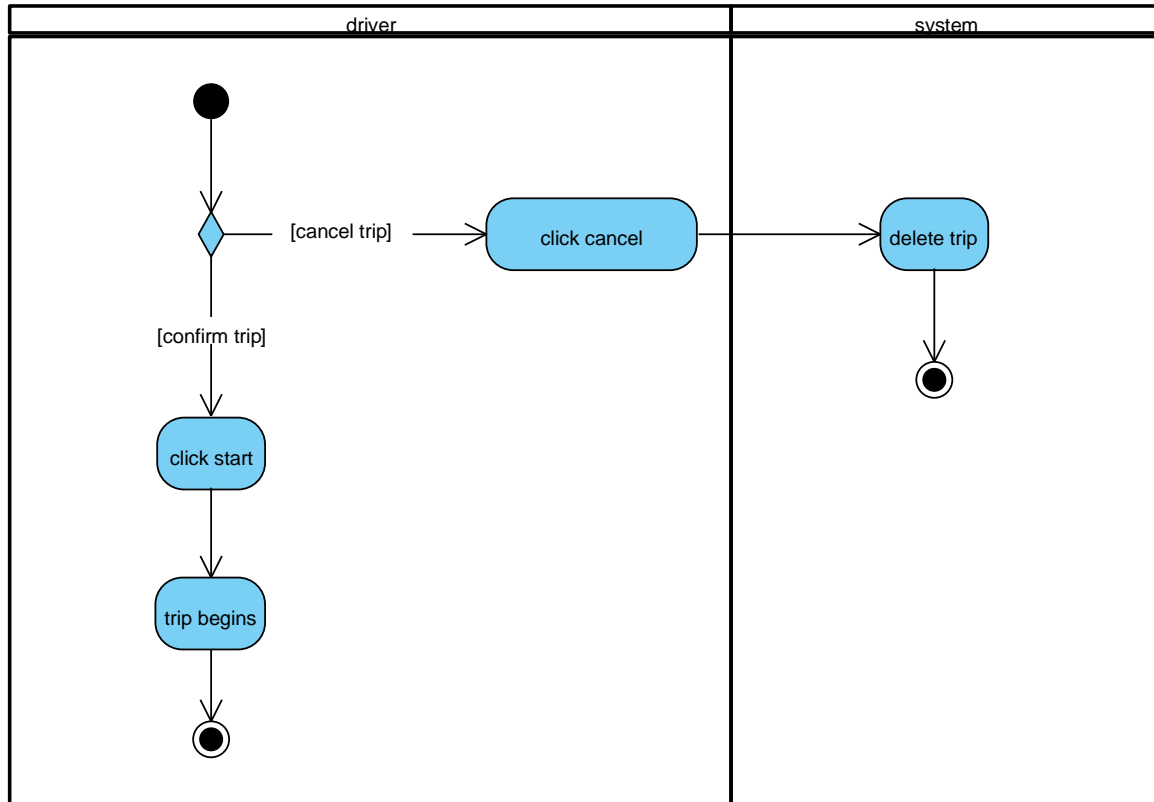 driver
system
[cancel trip]
click cancel
delete trip
[confirm trip]
click start
trip begins